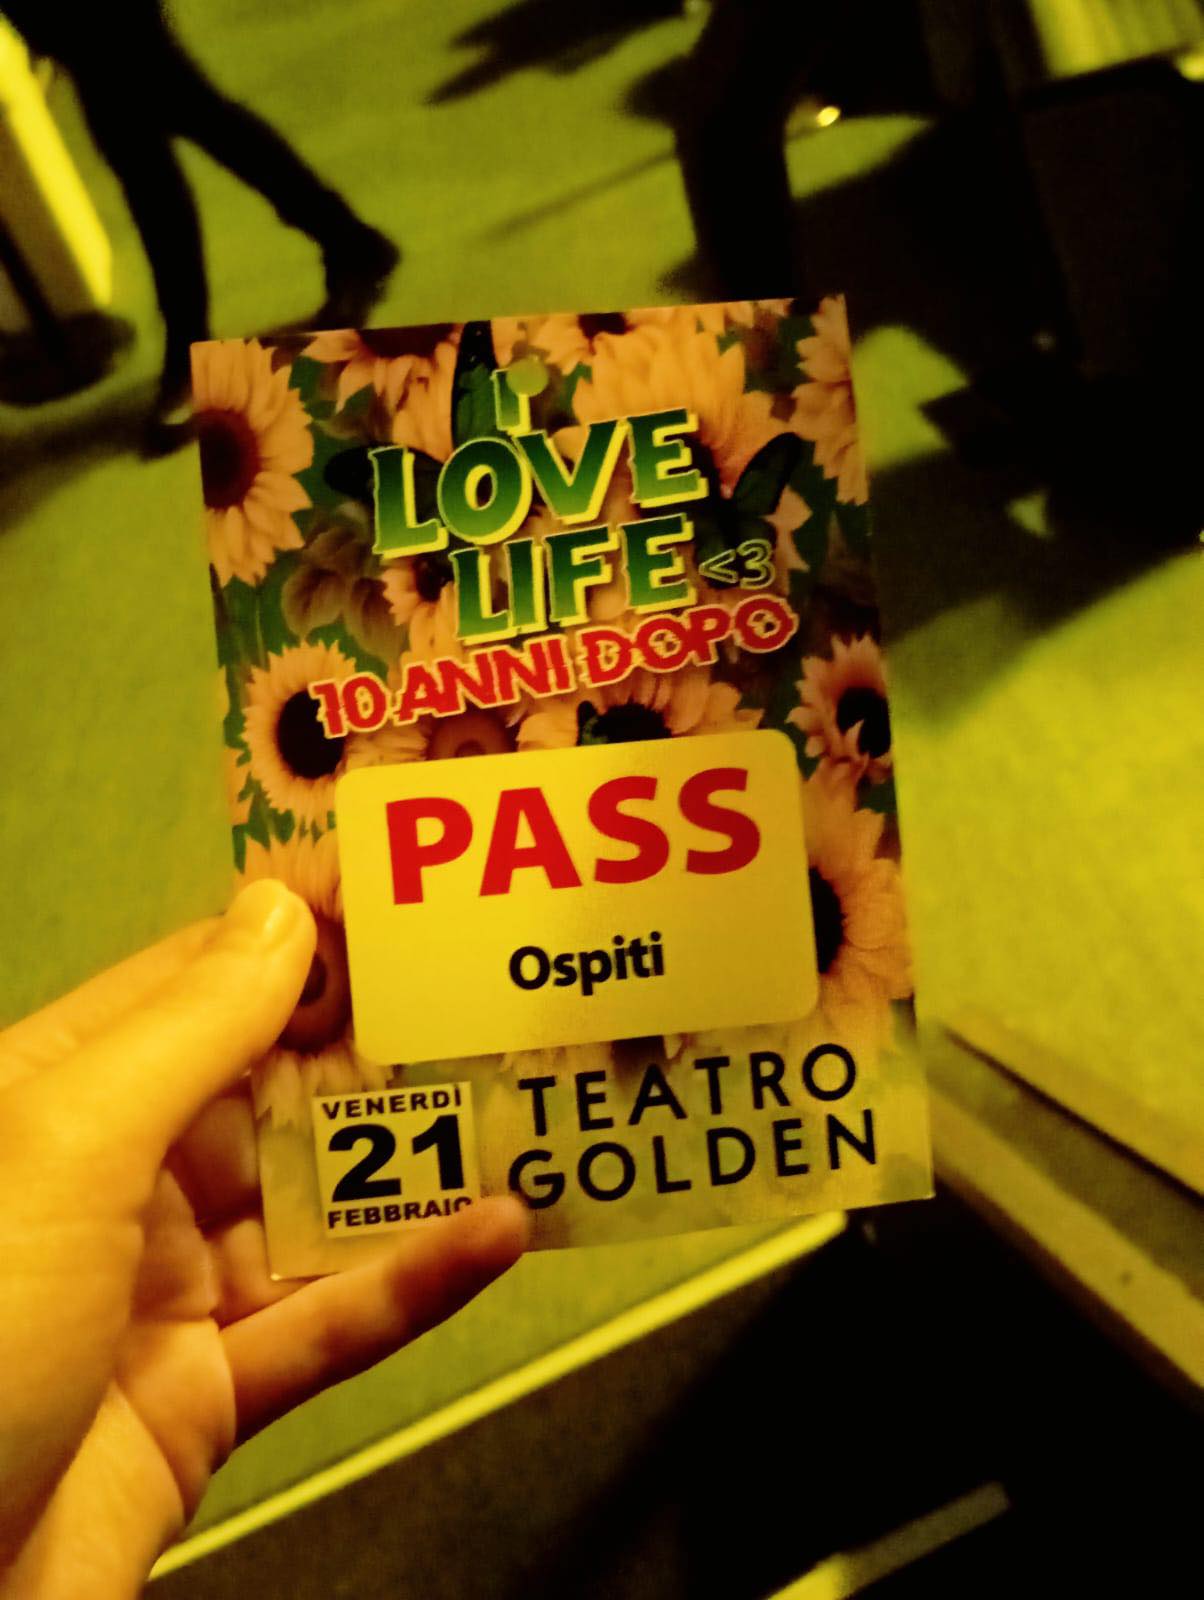 I
LOVE
LIFE <3
10 ANNI DOPO
PASS
Ospiti
VENERDÌ
21
FEBBRAIO
TEATRO
GOLDEN